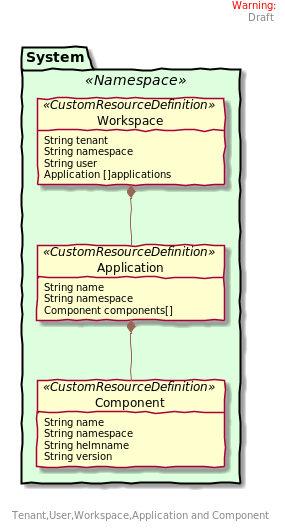 Warning:
Draft
System
«Namespace»
«CustomResourceDefinition»
Workspace
String tenant
String namespace
String user
Application []applications
«CustomResourceDefinition»
Application
String name
String namespace
Component components[]
«CustomResourceDefinition»
Component
String name
String namespace
String helmname
String version
Tenant,User,Workspace,Application and Component